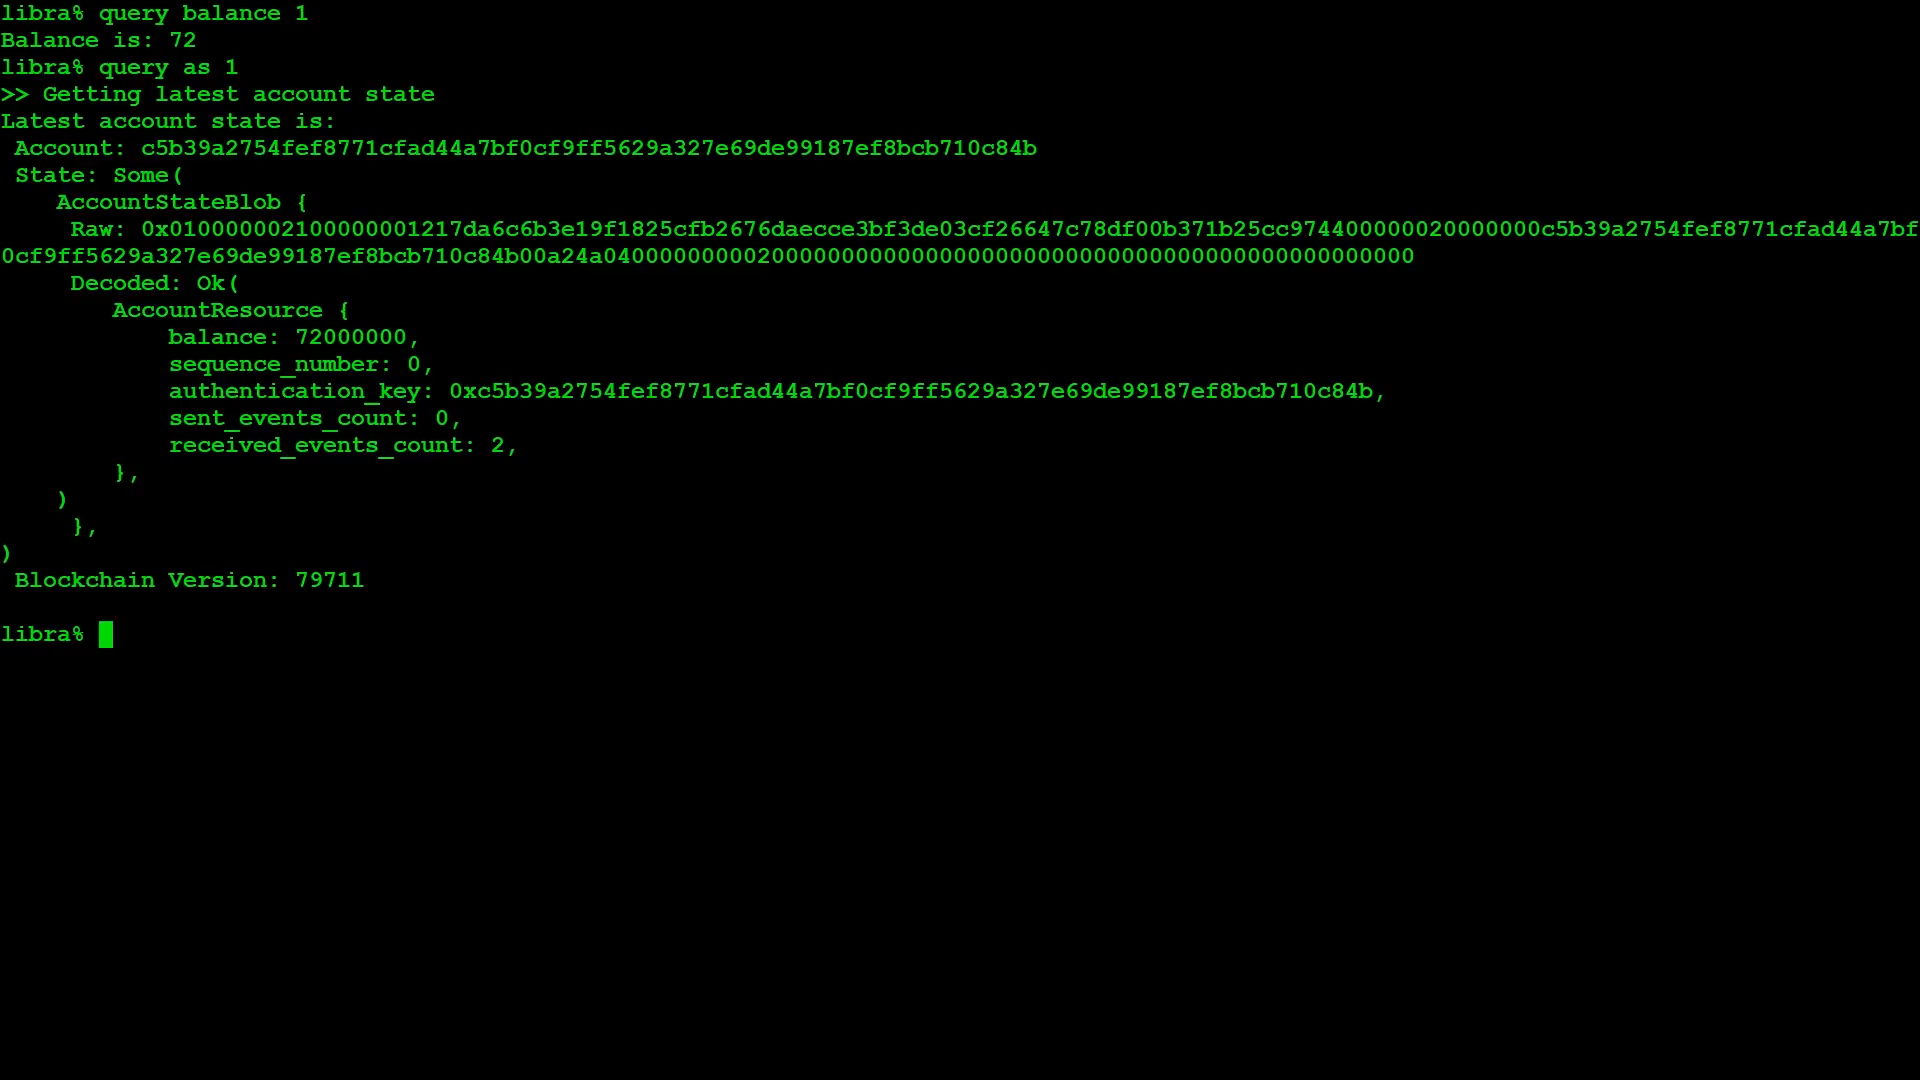 libra% query balance 1
Balance is: 72
libra% query as 1
>> Getting latest account state
Latest account state is:
 Account: c5b39a2754fef8771cfad44a7bf0cf9ff5629a327e69de99187ef8bcb710c84b
 State: Some(
    AccountStateBlob {
     Raw: 0x010000002100000001217da6c6b3e19f1825cfb2676daecce3bf3de03cf26647c78df00b371b25cc974400000020000000c5b39a2754fef8771cfad44a7bf
0cf9ff5629a327e69de99187ef8bcb710c84b00a24a04000000000200000000000000000000000000000000000000000000000
     Decoded: Ok(
        AccountResource {
            balance: 72000000,
            sequence_number: 0,
            authentication_key: 0xc5b39a2754fef8771cfad44a7bf0cf9ff5629a327e69de99187ef8bcb710c84b,
            sent_events_count: 0,
            received_events_count: 2,
        },
    )
     },
)
 Blockchain Version: 79711
libra%